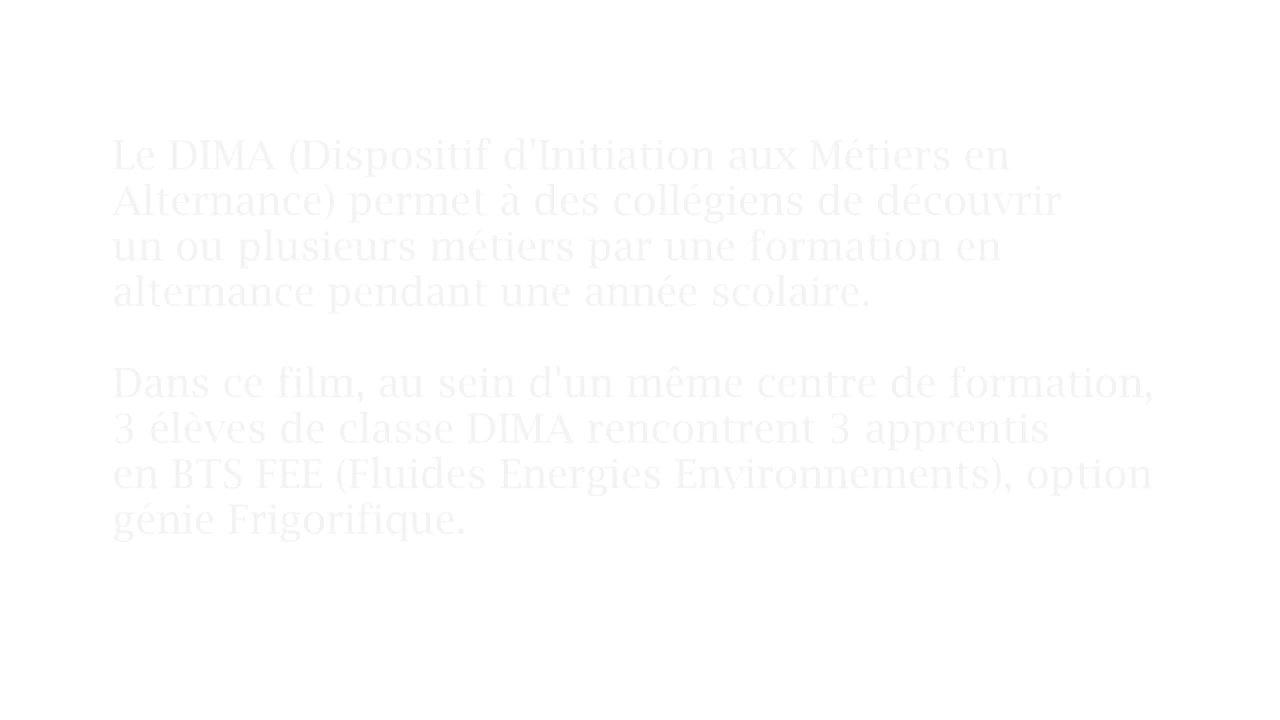 Le DIMA (Dispositif d'Initiation aux Métiers en
Alternance) permet à des collégiens de découvrir
un ou plusieurs métiers par une formation en
alternance pendant une année scolaire.
Dans ce film, au sein d'un même centre de formation,
3 élèves de classe DIMA rencontrent 3 apprentis
en BTS FEE (Fluides Energies Environnements), option
génie Frigorifique.